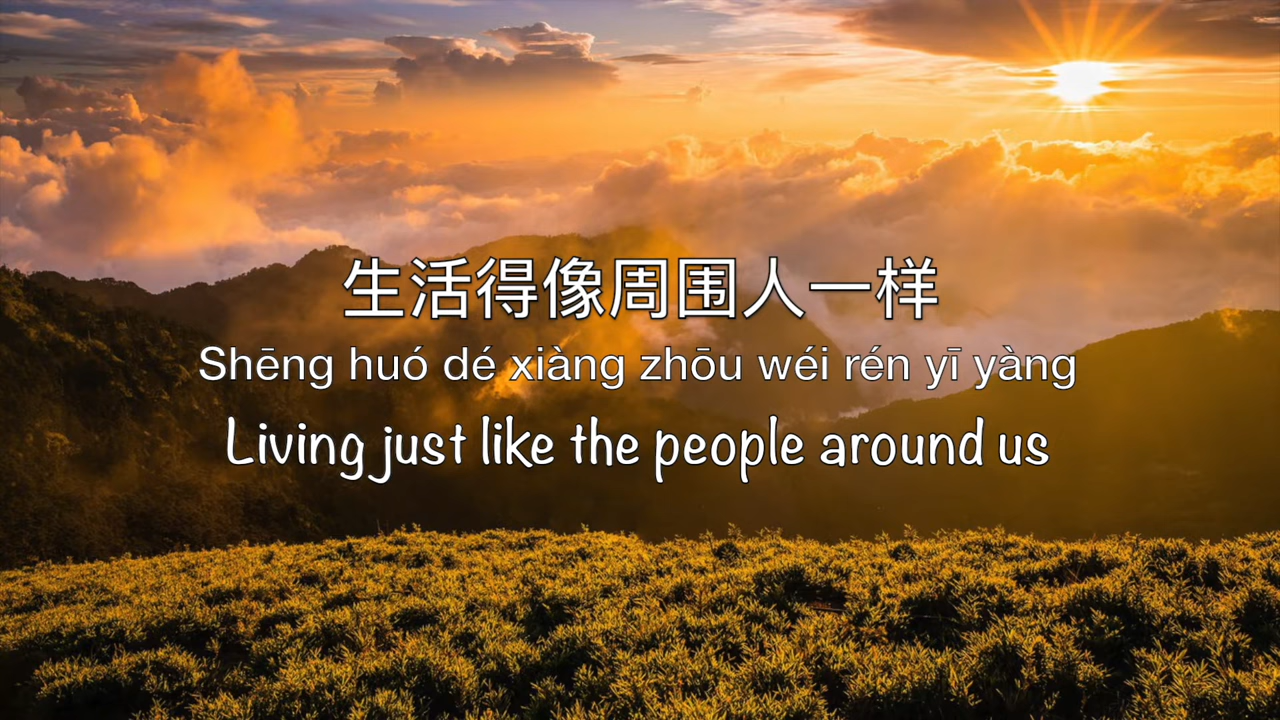 生活得像周围人一样
Shēng huó dé xiàng zhōu wéi rén yī yàng
Living just like the people around us